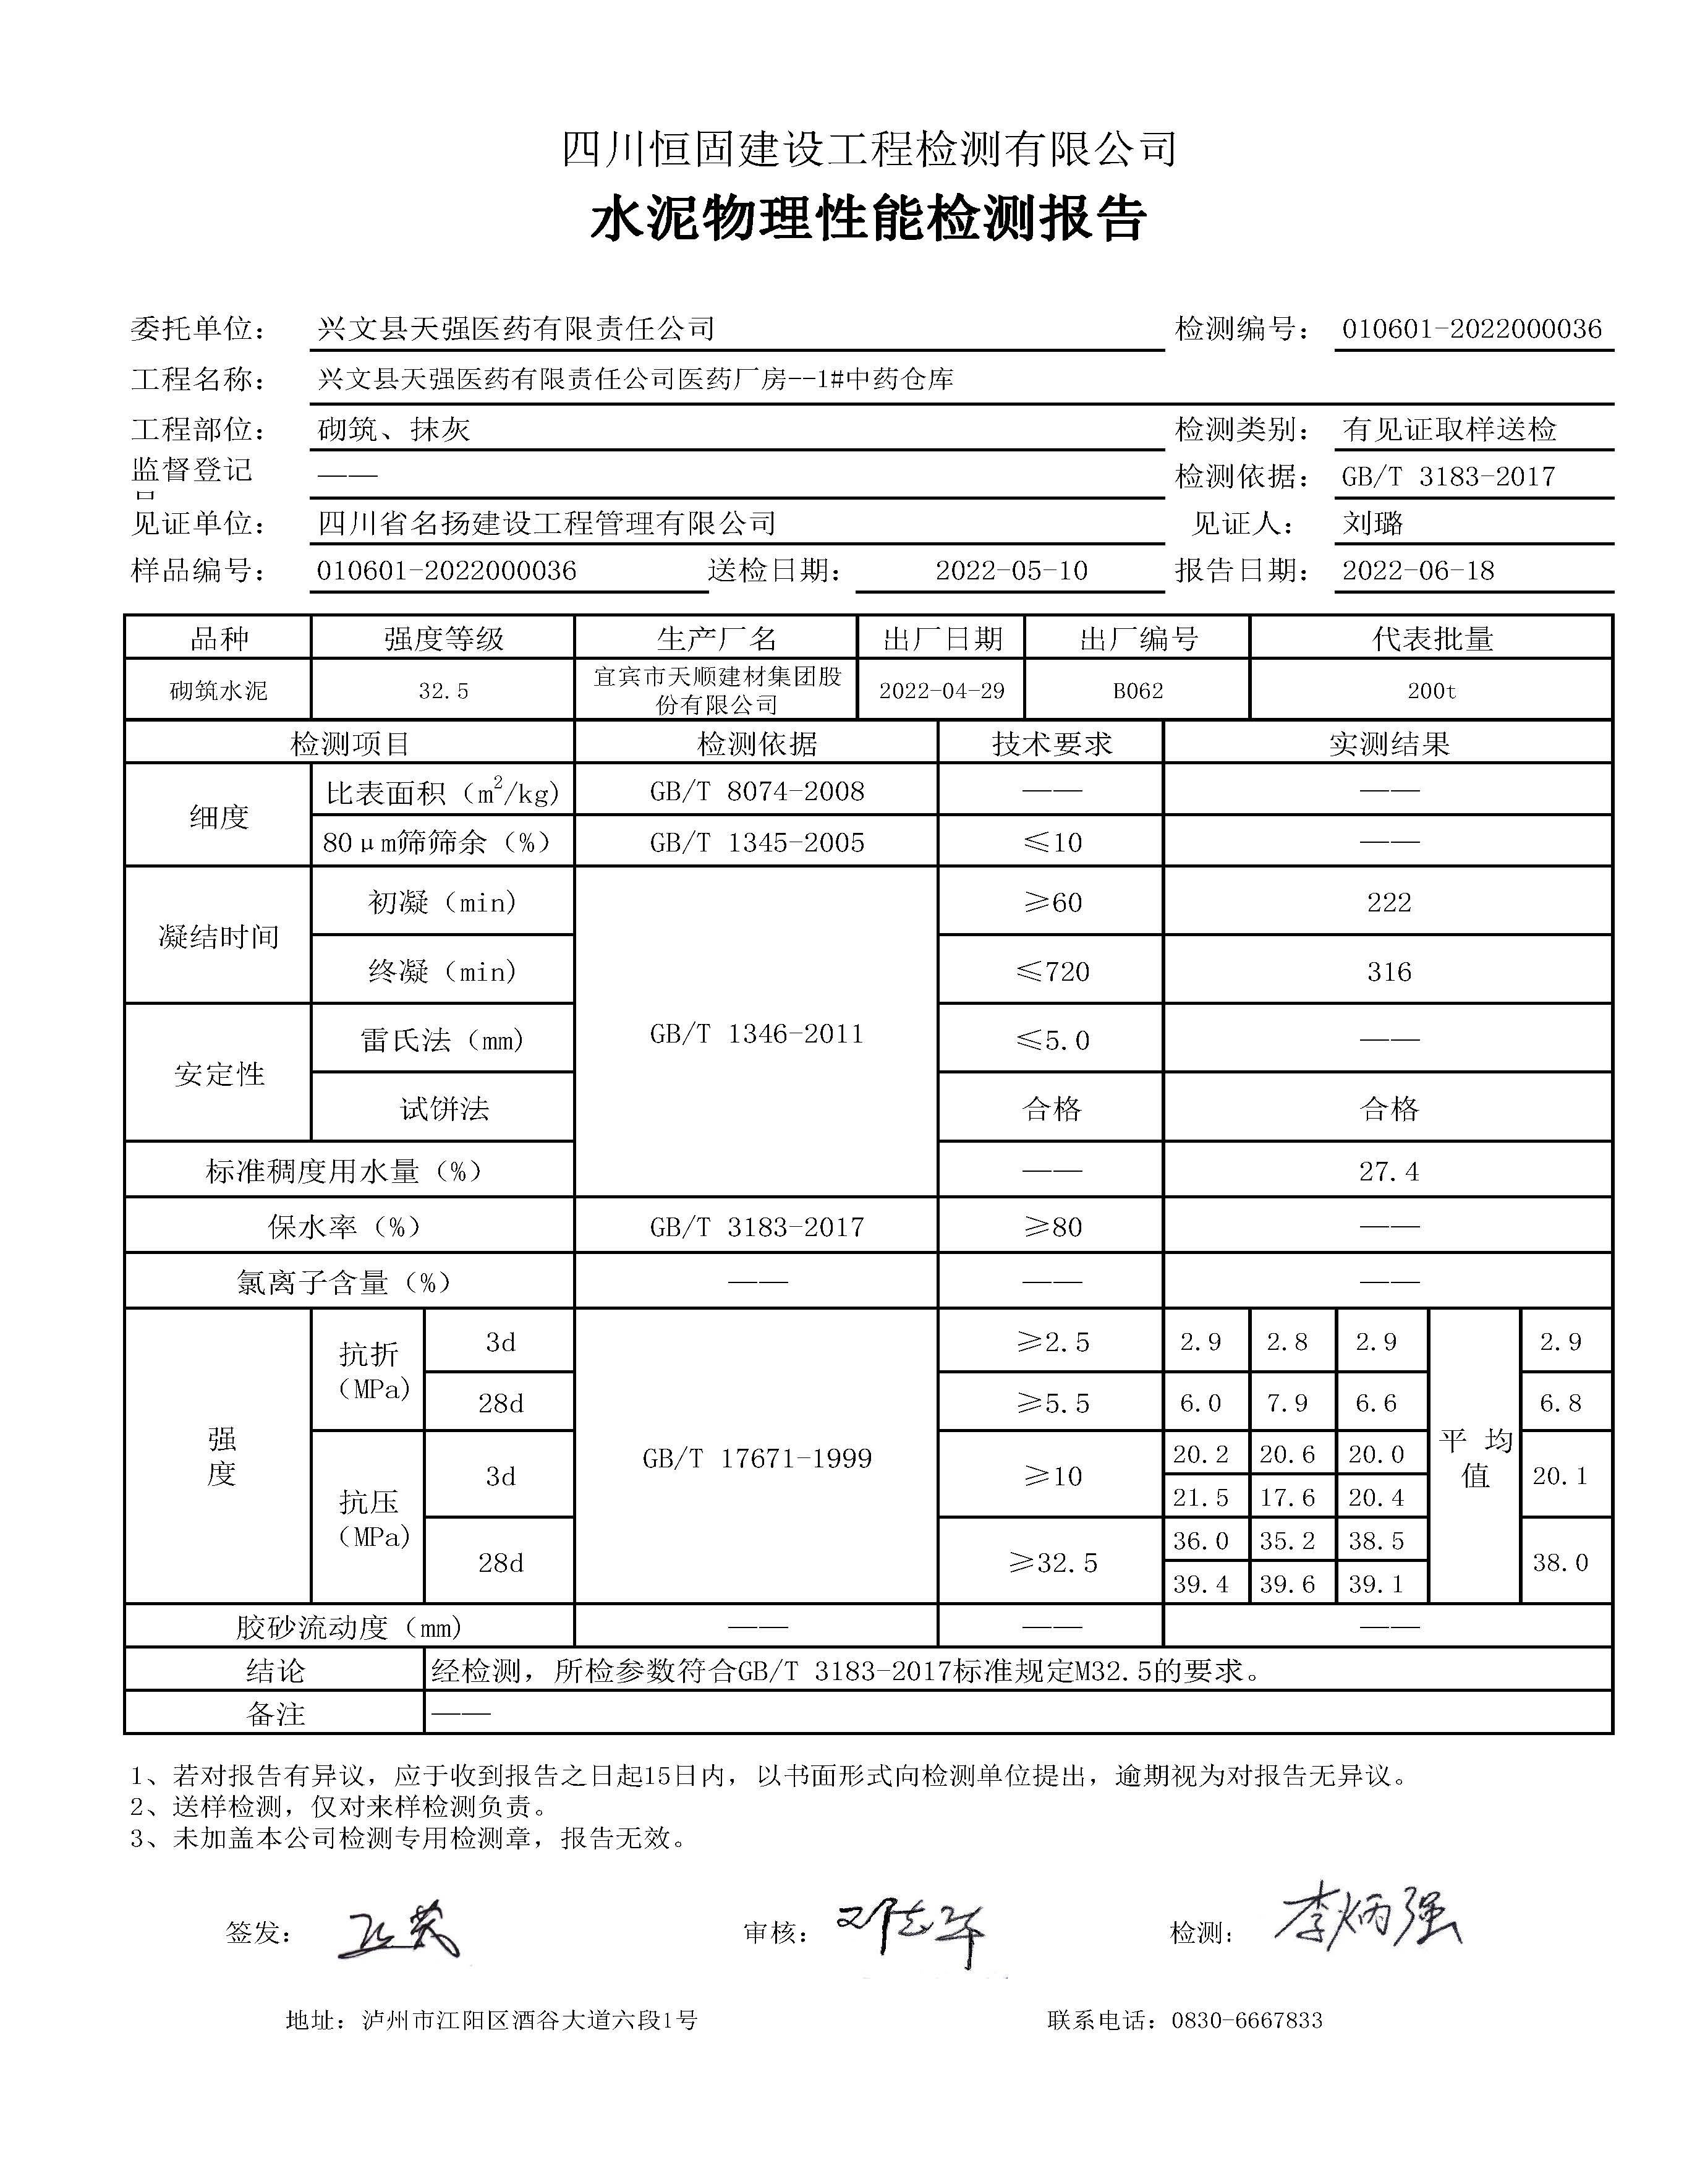 四川恒固建设工程检测有限公司
水泥物理性能检测报告
委托单位： 兴文县天强医药有限责任公司 检测编号： 010601-2022000036
工程名称： 兴文县天强医药有限责任公司医药厂房--1#中药仓库
工程部位： 砌筑、抹灰 检测类别： 有见证取样送检
监督登记 —— 检测依据： GB/T 3183-2017
见证单位： 四川省名扬建设工程管理有限公司 见证人： 刘璐
样品编号： 010601-2022000036 送检日期： 2022-05-10 报告日期： 2022-06-18
品种 强度等级 生产厂名 出厂日期 出厂编号 代表批量
砌筑水泥 32.5 宜宾市天顺建材集团股份有限公司 2022-04-29 B062 200t
检测项目 检测依据 技术要求 实测结果
细度 比表面积（m²/kg) GB/T 8074-2008 —— ——
80μm筛筛余（%） GB/T 1345-2005 ≤10 ——
凝结时间 初凝（min) GB/T 1346-2011 ≥60 222
终凝（min) ≤720 316
安定性 雷氏法（mm) ≤5.0 ——
试饼法 合格 合格
标准稠度用水量（%） —— 27.4
保水率（%） GB/T 3183-2017 ≥80 ——
氯离子含量（%） —— —— ——
强度 抗折（MPa) 3d GB/T 17671-1999 ≥2.5 2.9 2.8 2.9 平均值 2.9
28d ≥5.5 6.0 7.9 6.6 6.8
抗压（MPa) 3d ≥10 20.2 20.6 20.0 20.1
21.5 17.6 20.4
28d ≥32.5 36.0 35.2 38.5 38.0
39.4 39.6 39.1
胶砂流动度（mm) —— —— ——
结论 经检测，所检参数符合GB/T 3183-2017标准规定M32.5的要求。
备注 ——
1、若对报告有异议，应于收到报告之日起15日内，以书面形式向检测单位提出，逾期视为对报告无异议。
2、送样检测，仅对来样检测负责。
3、未加盖本公司检测专用检测章，报告无效。
签发： 审核： 邓志华 检测： 李炳强
地址：泸州市江阳区酒谷大道六段1号 联系电话：0830-6667833